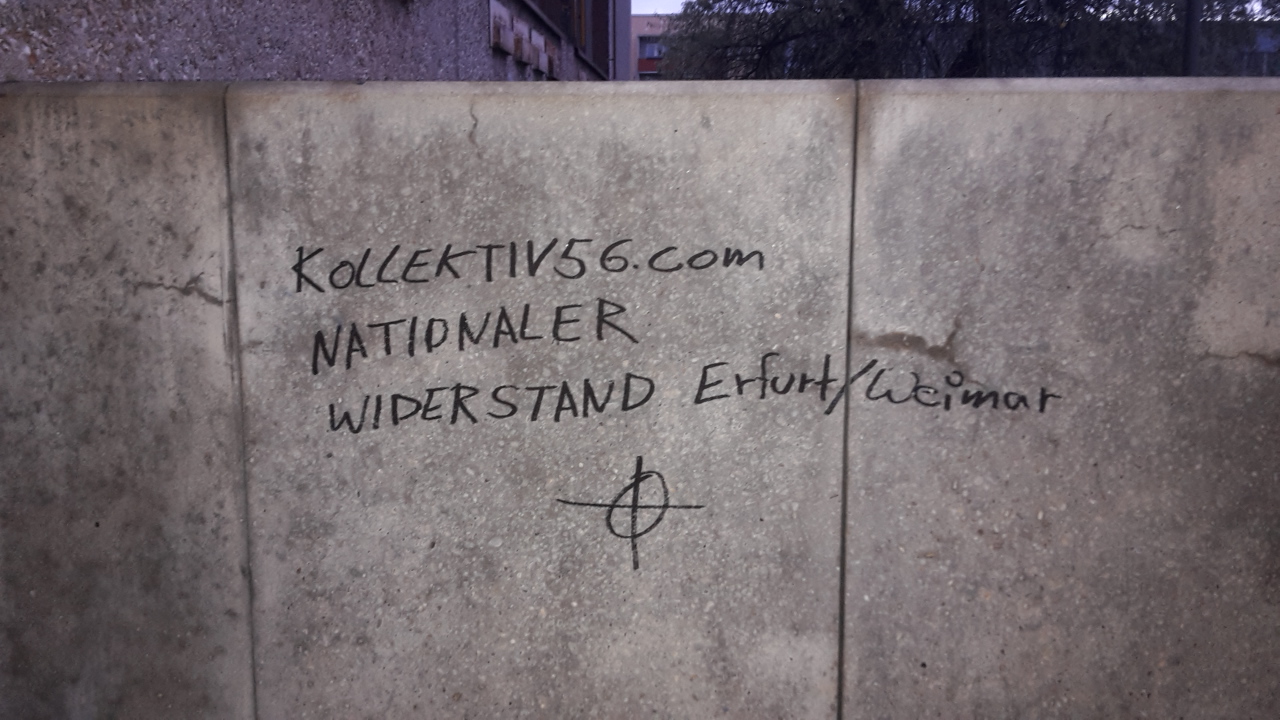 KOLLEKTIV56.com
NATIONALER
WIDERSTAND Erfurt/Weimar